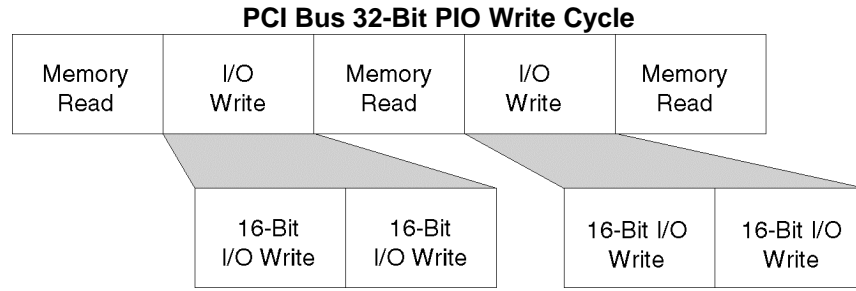 PCI Bus 32-Bit PIO Write Cycle
Memory
Read
I/O
Write
Memory
Read
I/O
Write
Memory
Read
16-Bit
I/O Write
16-Bit
I/O Write
16-Bit I/O
Write
16-Bit I/O
Write